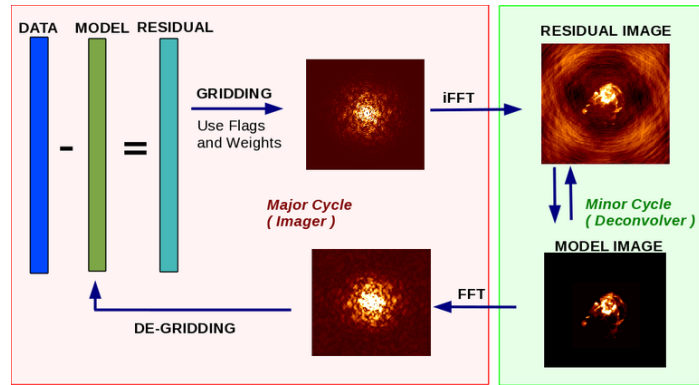 DATA MODEL RESIDUAL
-
=
GRIDDING
Use Flags
and Weights
iFFT
RESIDUAL IMAGE
Major Cycle
( Imager )
Minor Cycle
( Deconvolver )
MODEL IMAGE
FFT
DE-GRIDDING